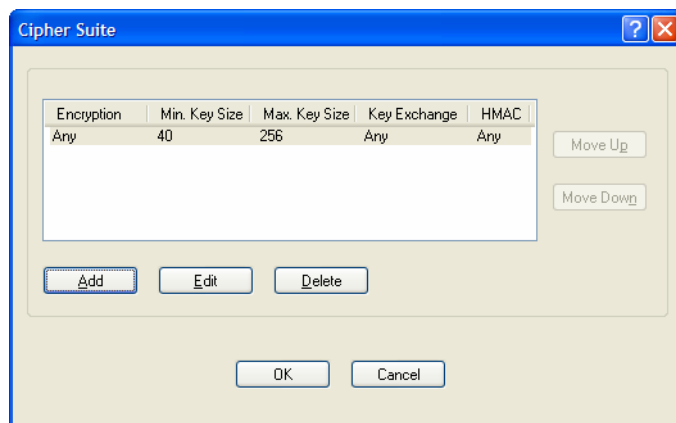 Cipher Suite
Encryption Min. Key Size Max. Key Size Key Exchange HMAC
Any 40 256 Any Any
Move Up
Move Down
Add Edit Delete
OK Cancel